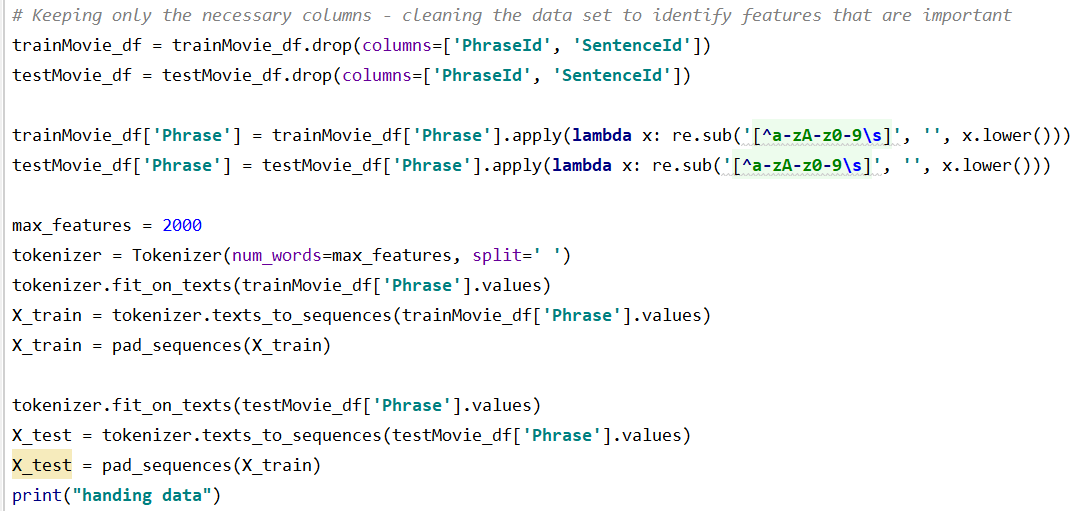 # Keeping only the necessary columns - cleaning the data set to identify features that are important
trainMovie_df = trainMovie_df.drop(columns=['PhraseId', 'SentenceId'])
testMovie_df = testMovie_df.drop(columns=['PhraseId', 'SentenceId'])
trainMovie_df['Phrase'] = trainMovie_df['Phrase'].apply(lambda x: re.sub('[^a-zA-z0-9\s]', '', x.lower()))
testMovie_df['Phrase'] = testMovie_df['Phrase'].apply(lambda x: re.sub('[^a-zA-z0-9\s]', '', x.lower()))
max_features = 2000
tokenizer = Tokenizer(num_words=max_features, split=' ')
tokenizer.fit_on_texts(trainMovie_df['Phrase'].values)
X_train = tokenizer.texts_to_sequences(trainMovie_df['Phrase'].values)
X_train = pad_sequences(X_train)
tokenizer.fit_on_texts(testMovie_df['Phrase'].values)
X_test = tokenizer.texts_to_sequences(testMovie_df['Phrase'].values)
X_test = pad_sequences(X_train)
print("handing data")